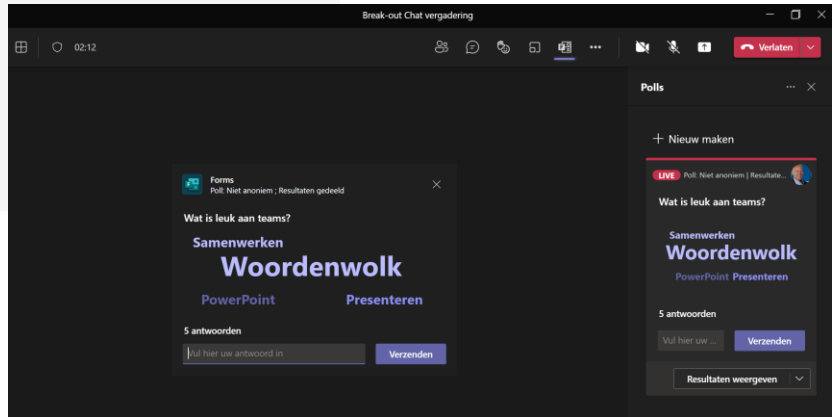 Break-out Chat vergadering
02:12
Verlaten
Polls
Nieuw maken
Forms
Poll: Niet anoniem ; Resultaten gedeeld
Wat is leuk aan teams?
Samenwerken
Woordenwolk
PowerPoint Presenteren
5 antwoorden
Vul hier uw antwoord in
Verzenden
LIVE Poll: Niet anoniem | Resultate...
Wat is leuk aan teams?
Samenwerken
Woordenwolk
PowerPoint Presenteren
5 antwoorden
Vul hier uw ...
Verzenden
Resultaten weergeven